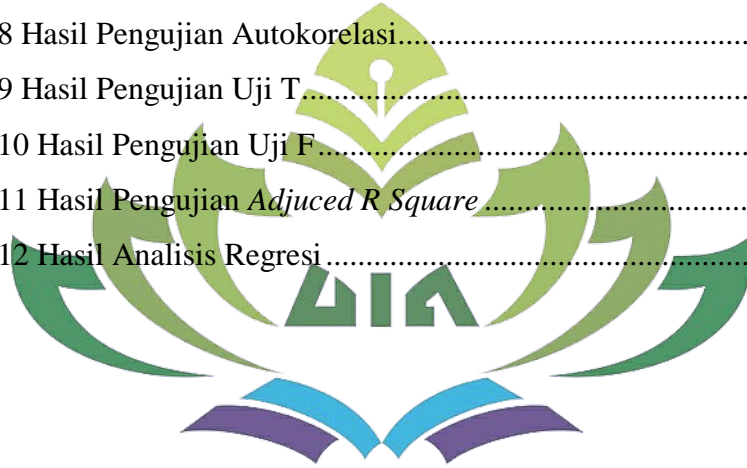 8 Hasil Pengujian Autokorelasi.......................................
9 Hasil Pengujian Uji T....................................................
10 Hasil Pengujian Uji F..................................................
11 Hasil Pengujian Adjuced R Square...............................
12 Hasil Analisis Regresi.................................................
UIN